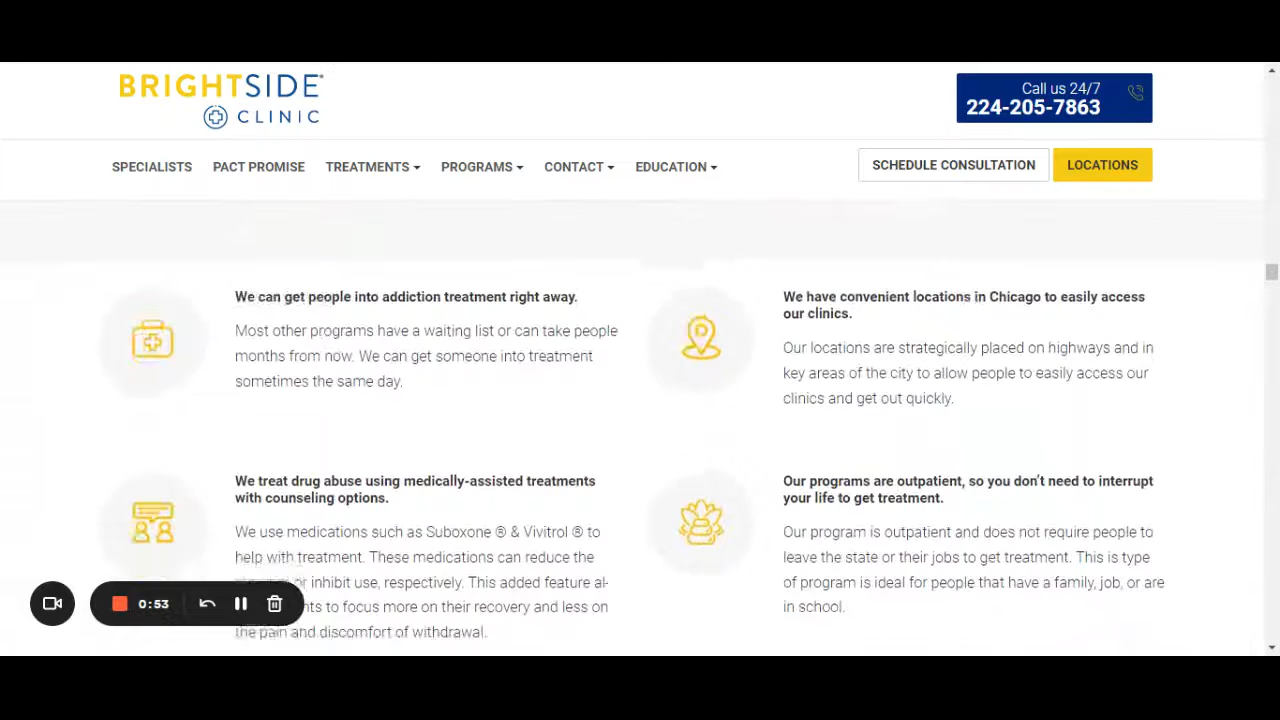 BRIGHTSIDE®
CLINIC
Call us 24/7
224-205-7863
SPECIALISTS
PACT PROMISE
TREATMENTS
PROGRAMS
CONTACT
EDUCATION
SCHEDULE CONSULTATION
LOCATIONS
We can get people into addiction treatment right away.
Most other programs have a waiting list or can take people
months from now. We can get someone into treatment
sometimes the same day.
We have convenient locations in Chicago to easily access
our clinics.
Our locations are strategically placed on highways and in
key areas of the city to allow people to easily access our
clinics and get out quickly.
We treat drug abuse using medically-assisted treatments
with counseling options.
We use medications such as Suboxone ® & Vivitrol ® to
help with treatment. These medications can reduce the
or inhibit use, respectively. This added feature al-
to focus more on their recovery and less on
the pain and discomfort of withdrawal.
Our programs are outpatient, so you don't need to interrupt
your life to get treatment.
Our program is outpatient and does not require people to
leave the state or their jobs to get treatment. This is type
of program is ideal for people that have a family, job, or are
in school.
0:53